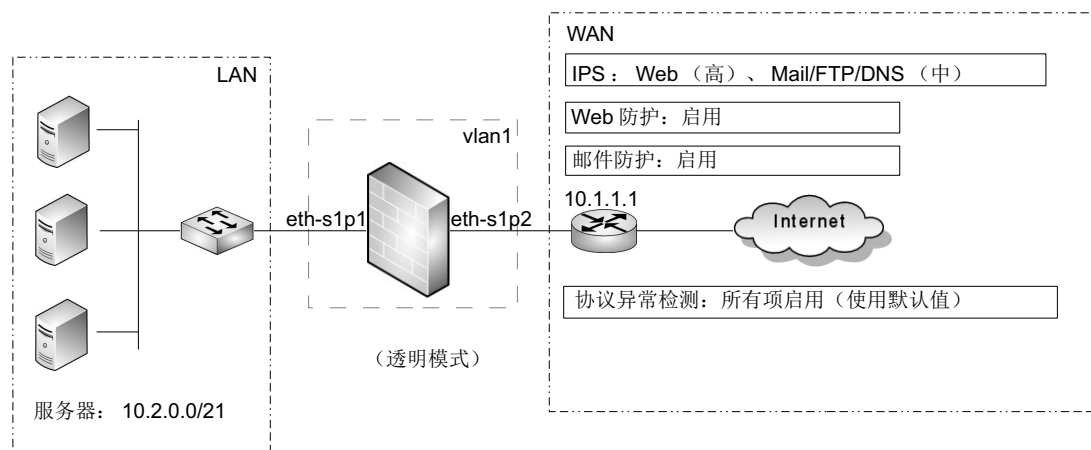 LAN
服务器： 10.2.0.0/21
vlan1
eth-s1p1
eth-s1p2
（透明模式）
WAN
IPS： Web （高）、 Mail/FTP/DNS （中）
Web 防护：启用
邮件防护：启用
10.1.1.1
Internet
协议异常检测：所有项启用（使用默认值）